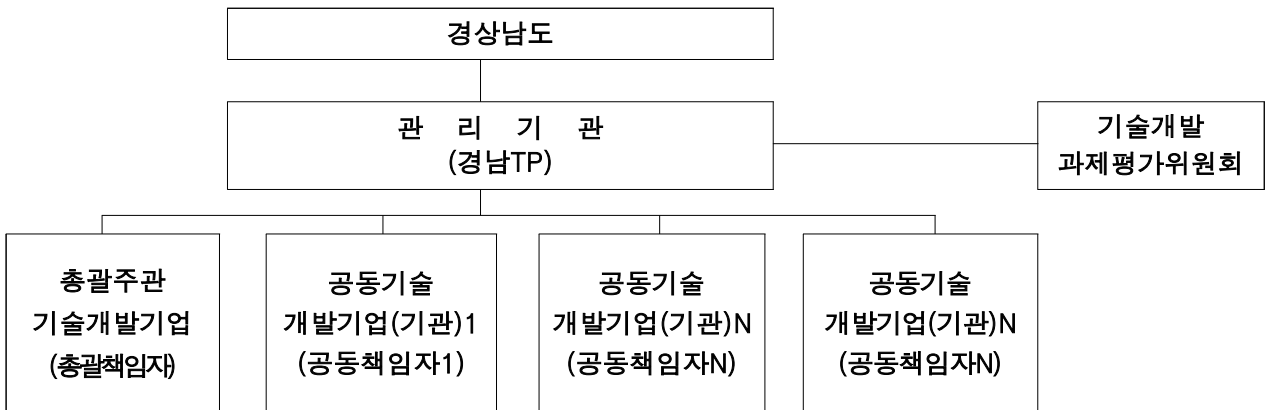 경상남도
관 리 기 관
(경남TP)
기술개발
과제평가위원회
총괄주관
기술개발기업
(총괄책임자)
공동기술
개발기업(기관)1
(공동책임자1)
공동기술
개발기업(기관)N
(공동책임자N)
공동기술
개발기업(기관)N
(공동책임자N)